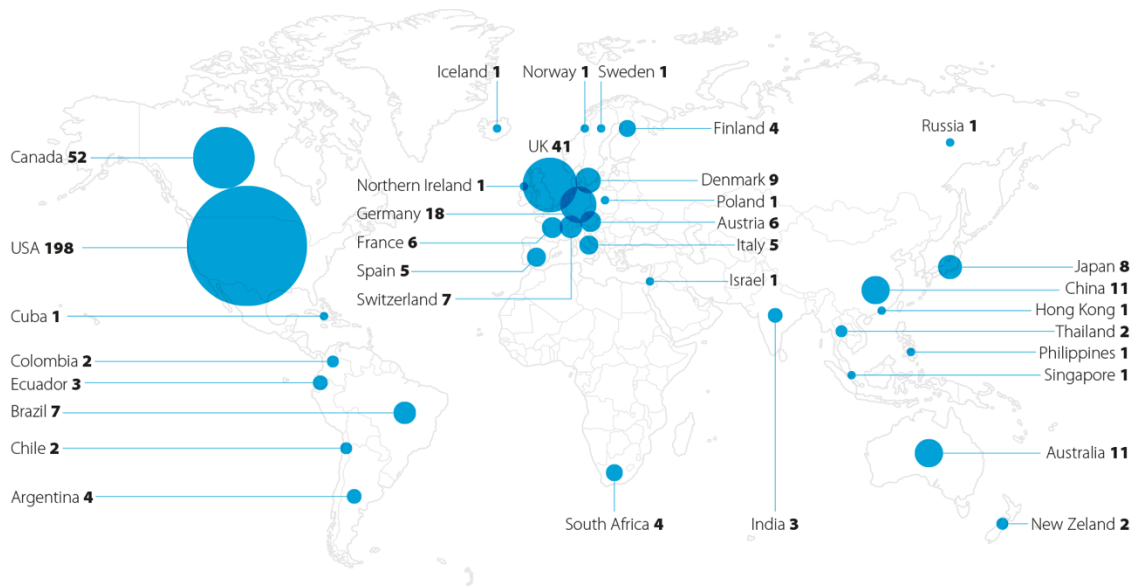 Iceland 1
Norway 1
Sweden 1
Finland 4
Russia 1
Canada 52
UK 41
Northern Ireland 1
Denmark 9
Germany 18
Poland 1
Austria 6
USA 198
France 6
Italy 5
Spain 5
Israel 1
Switzerland 7
Japan 8
China 11
Hong Kong 1
Cuba 1
Thailand 2
Philippines 1
Colombia 2
Singapore 1
Ecuador 3
Brazil 7
Chile 2
Australia 11
Argentina 4
South Africa 4
India 3
New Zeland 2